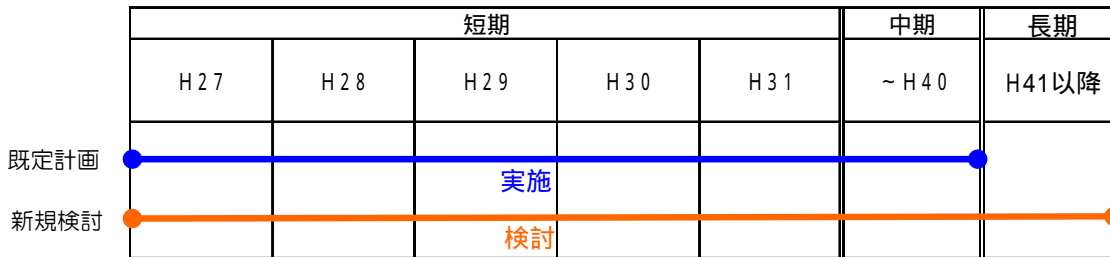 短期 中期 長期
H27 H28 H29 H30 H31 ~H40 H41以降
既定計画
実施
新規検討
検討